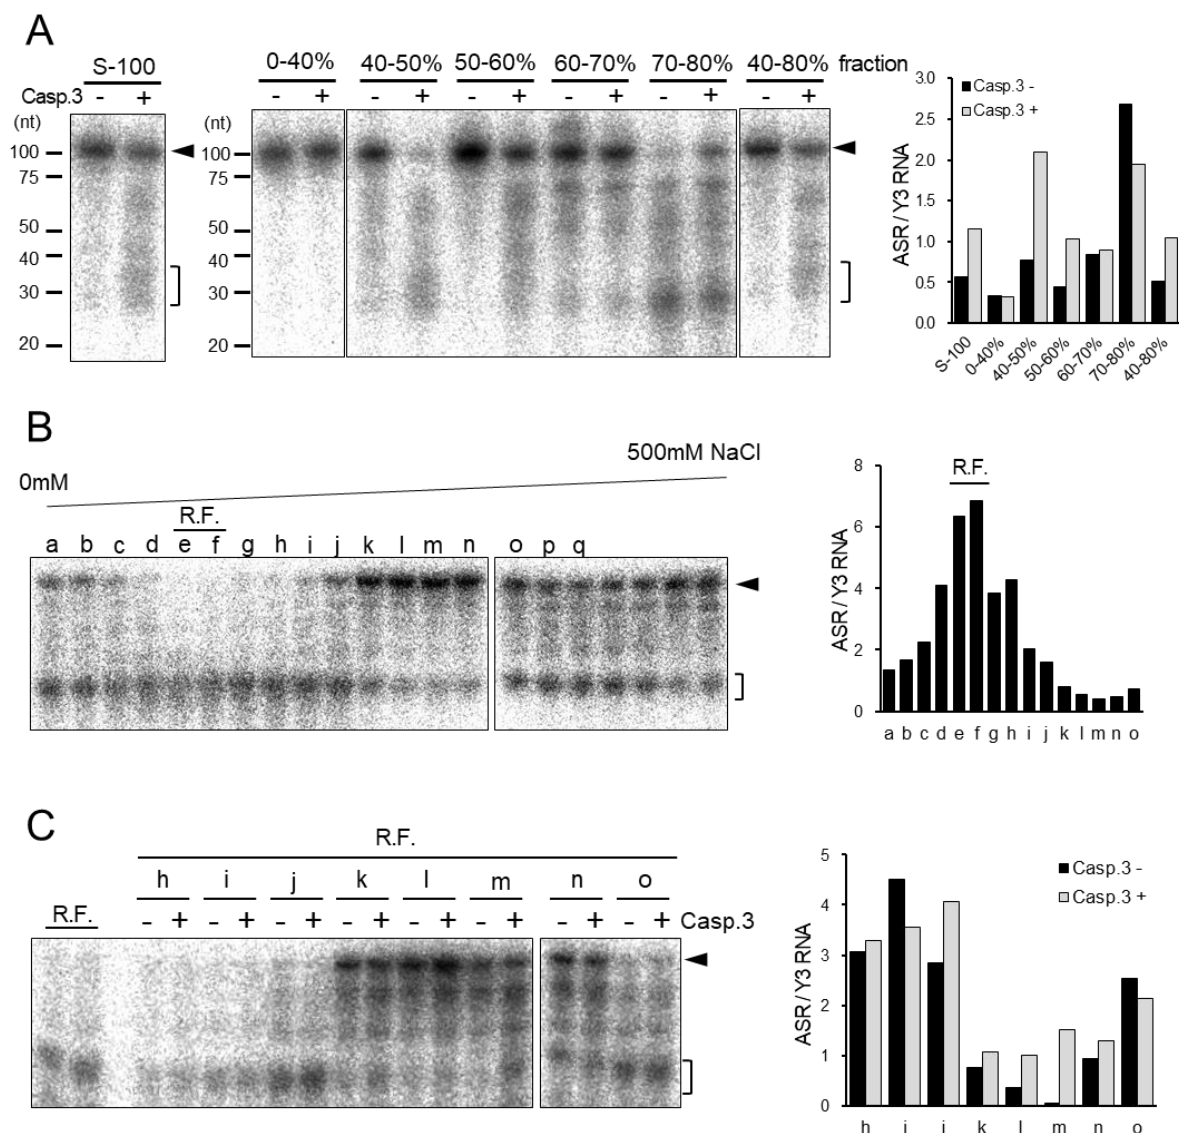 A
S-100
0-40% 40-50% 50-60% 60-70% 70-80% 40-80% fraction
Casp.3 - + - + - + - + - + - + - +
(nt) (nt)
100 100
75 75
50 50
40 40
30 30
20 20
3.0
2.5
2.0
1.5
1.0
0.5
0.0
ASR / Y3 RNA
Casp.3 -
Casp.3 +
S-100 0-40% 40-50% 50-60% 60-70% 70-80% 40-80%
B
0mM 500mM NaCl
R.F.
a b c d e f g h i j k l m n o p q
8
6
4
2
0
ASR / Y3 RNA
R.F.
a b c d e f g h i j k l m n o
C
R.F.
h i j k l m n o
R.F. - + - + - + - + - + - + - + - + Casp.3
5
4
3
2
1
0
ASR / Y3 RNA
Casp.3 -
Casp.3 +
h i j k l m n o